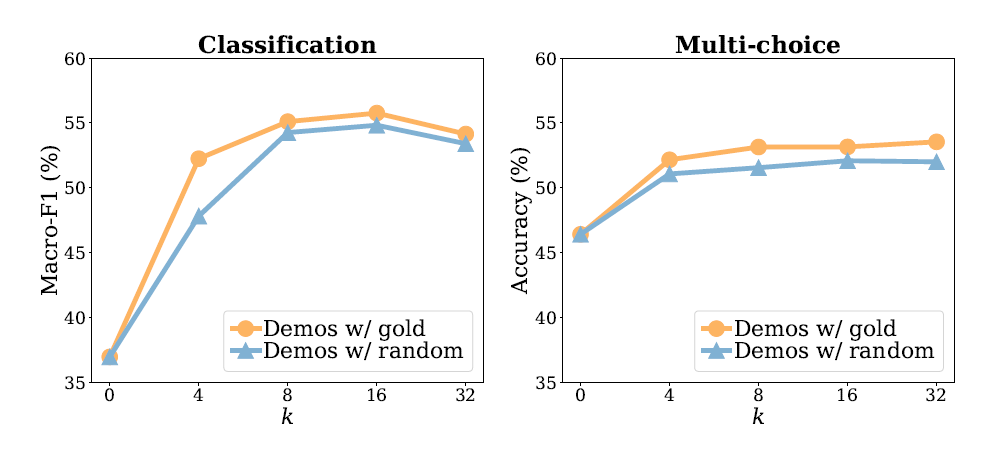 Classification
Macro-F1 (%)
60
55
50
45
40
35
0 4 8 16 32
k
Demos w/ gold
Demos w/ random
Multi-choice
Accuracy (%)
60
55
50
45
40
35
0 4 8 16 32
k
Demos w/ gold
Demos w/ random